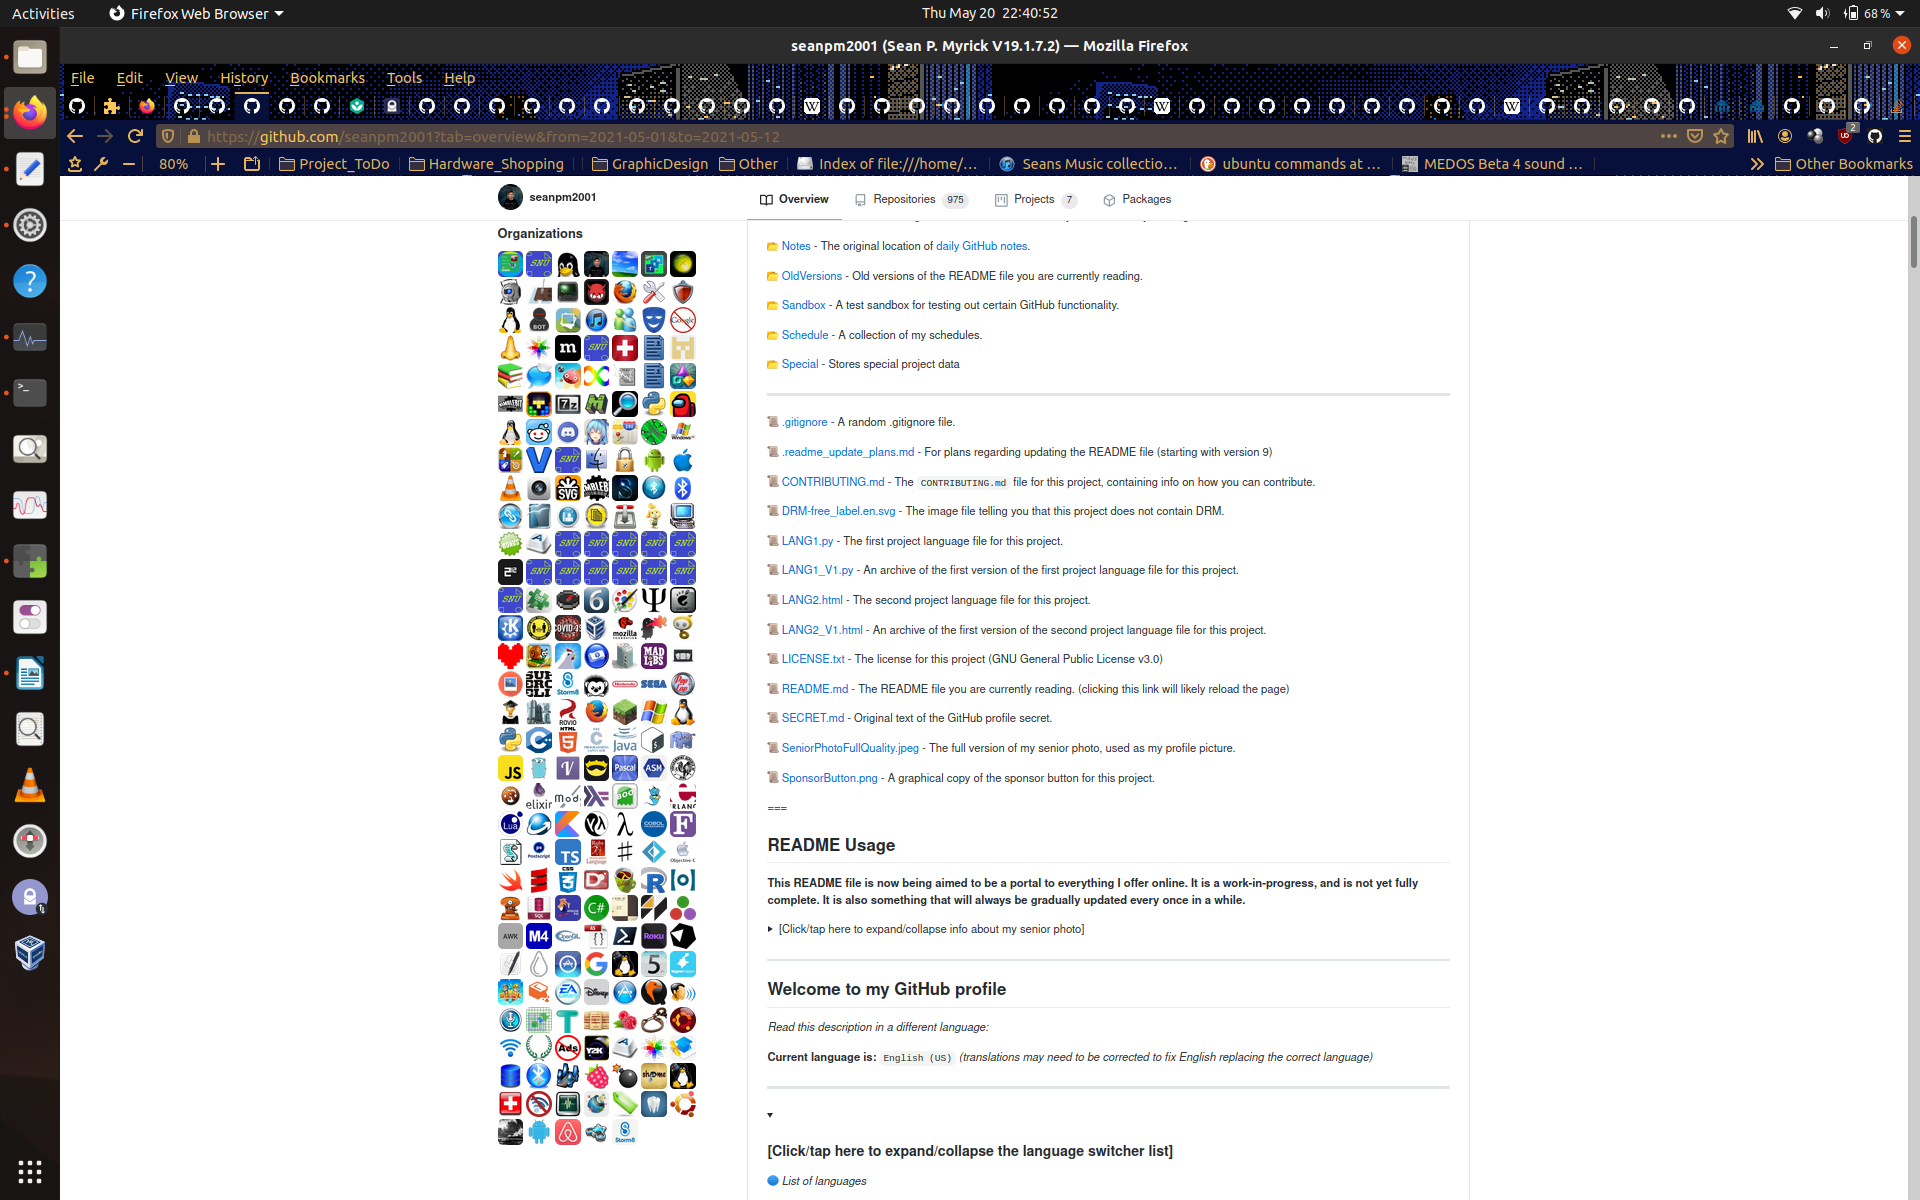 Activities
Firefox Web Browser
Thu May 20 22:40:52
68 %
seanpm2001 (Sean P. Myrick V19.1.7.2) — Mozilla Firefox
File Edit View History Bookmarks Tools Help
https://github.com/seanpm2001?tab=overview&from=2021-05-01&to=2021-05-12
2
80%
Project_ToDo
Hardware_Shopping
GraphicDesign
Other
Index of file:///home/...
Seans Music collectio...
ubuntu commands at ...
MEDOS Beta 4 sound ...
Other Bookmarks
seanpm2001
Overview
Repositories 975
Projects 7
Packages
Organizations
Notes - The original location of daily GitHub notes.
OldVersions - Old versions of the README file you are currently reading.
Sandbox - A test sandbox for testing out certain GitHub functionality.
Schedule - A collection of my schedules.
Special - Stores special project data
.gitignore - A random .gitignore file.
.readme_update_plans.md - For plans regarding updating the README file (starting with version 9)
CONTRIBUTING.md - The CONTRIBUTING.md file for this project, containing info on how you can contribute.
DRM-free_label.en.svg - The image file telling you that this project does not contain DRM.
LANG1.py - The first project language file for this project.
LANG1_V1.py - An archive of the first version of the first project language file for this project.
LANG2.html - The second project language file for this project.
LANG2_V1.html - An archive of the first version of the second project language file for this project.
LICENSE.txt - The license for this project (GNU General Public License v3.0)
README.md - The README file you are currently reading. (clicking this link will likely reload the page)
SECRET.md - Original text of the GitHub profile secret.
SeniorPhotoFullQuality.jpeg - The full version of my senior photo, used as my profile picture.
SponsorButton.png - A graphical copy of the sponsor button for this project.
===
README Usage
This README file is now being aimed to be a portal to everything I offer online. It is a work-in-progress, and is not yet fully
complete. It is also something that will always be gradually updated every once in a while.
[Click/tap here to expand/collapse info about my senior photo]
Welcome to my GitHub profile
Read this description in a different language:
Current language is: English (US) (translations may need to be corrected to fix English replacing the correct language)
[Click/tap here to expand/collapse the language switcher list]
List of languages